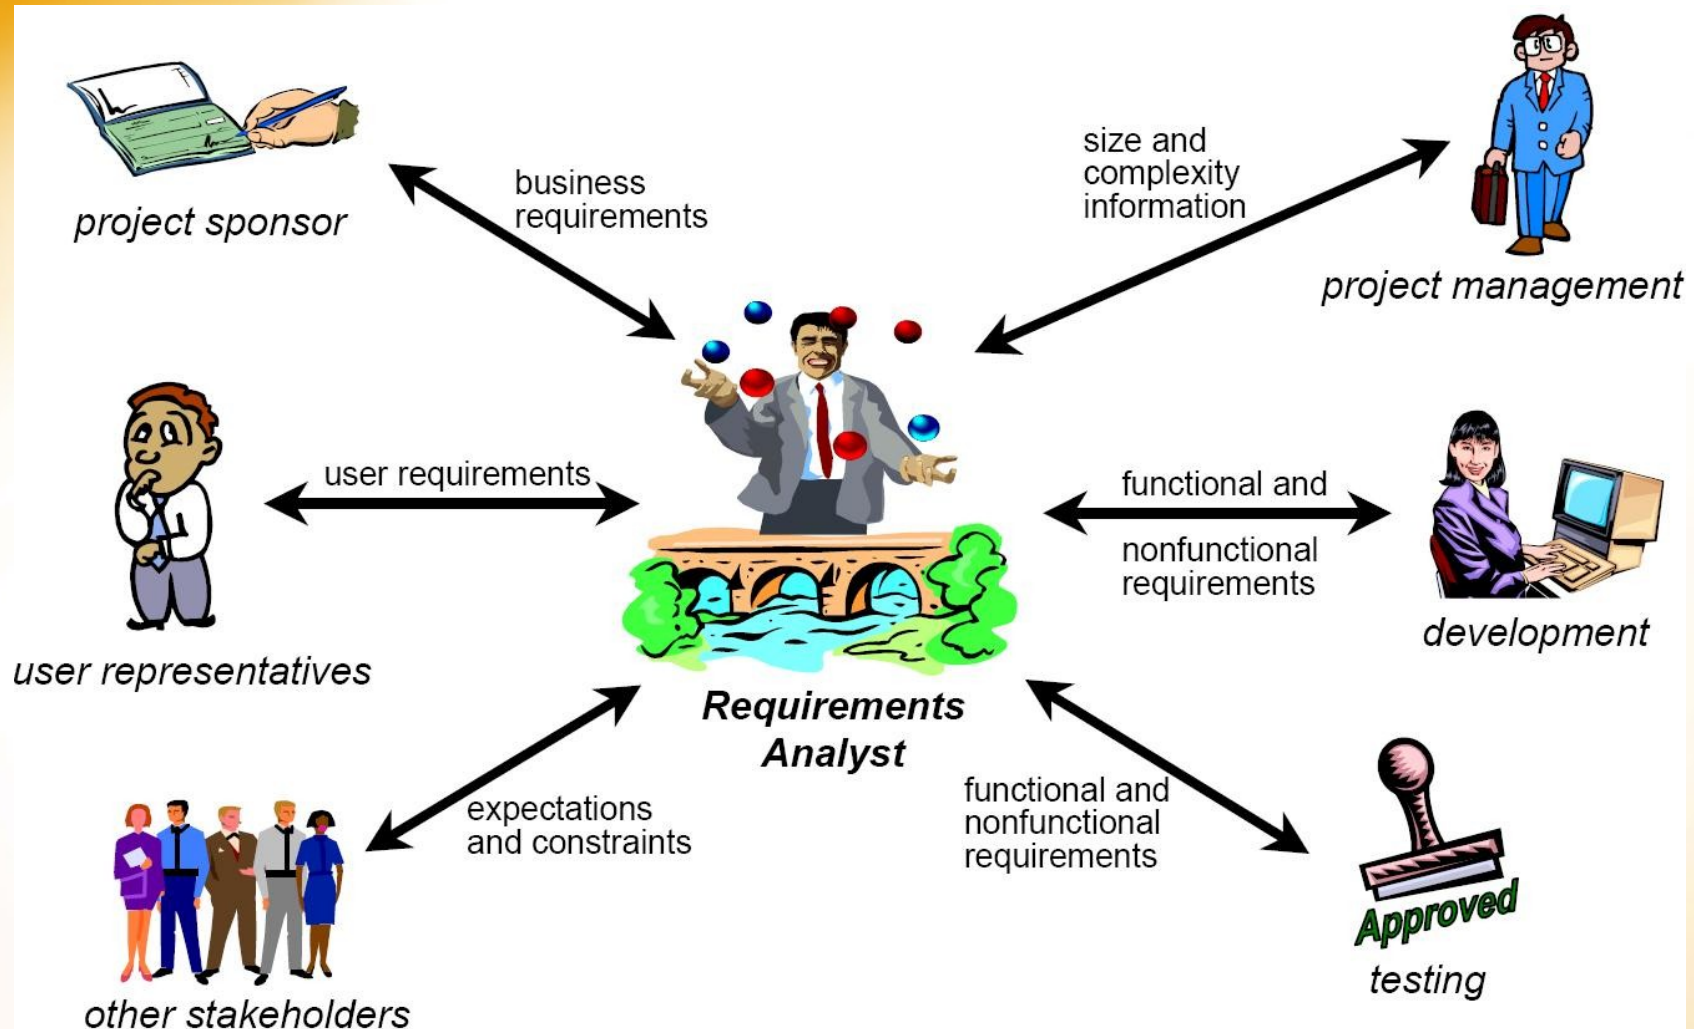 project sponsor
business
requirements
size and
complexity
information
project management
user representatives
user requirements
Requirements
Analyst
functional and
nonfunctional
requirements
development
other stakeholders
expectations
and constraints
functional and
nonfunctional
requirements
Approved
testing